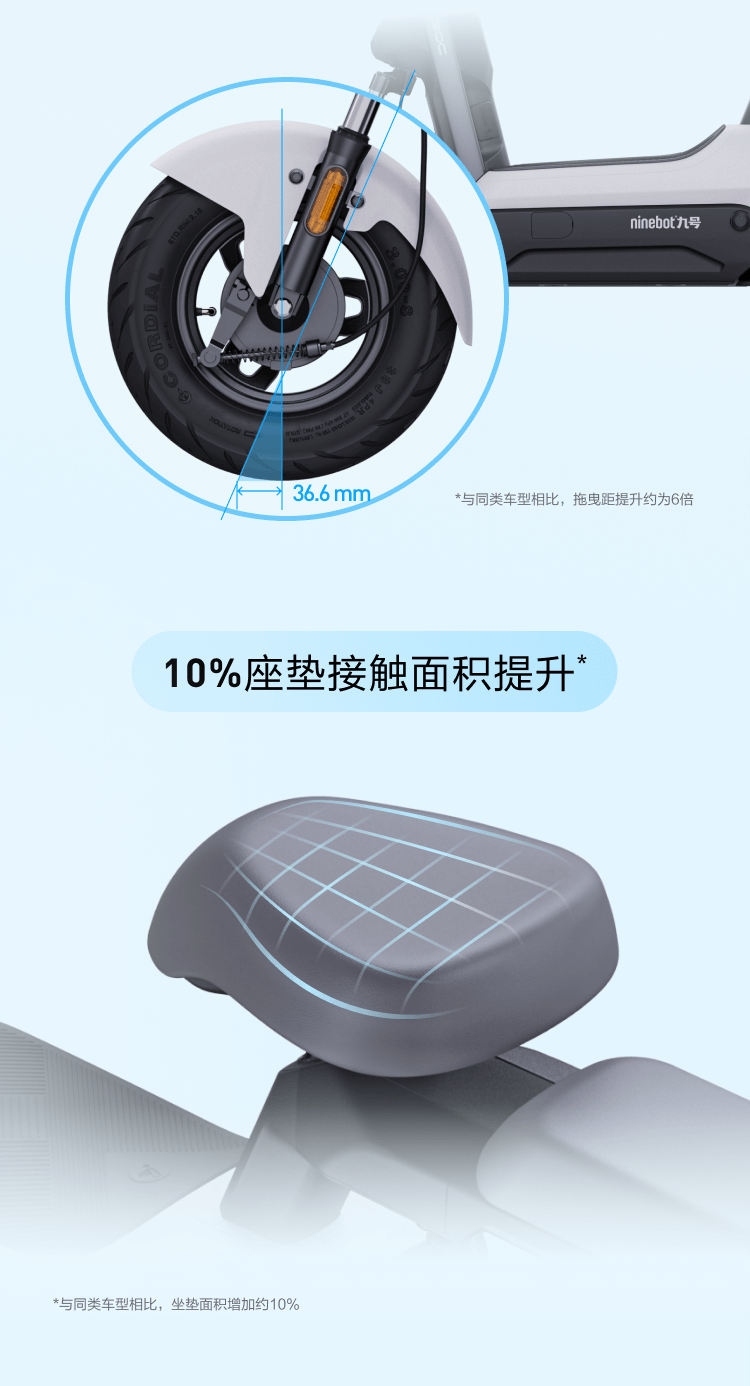 ninebot九号
CORDIAL
ROTATION
36.6 mm
*与同类车型相比，拖曳距提升约为6倍
10%座垫接触面积提升*
*与同类车型相比，坐垫面积增加约10%